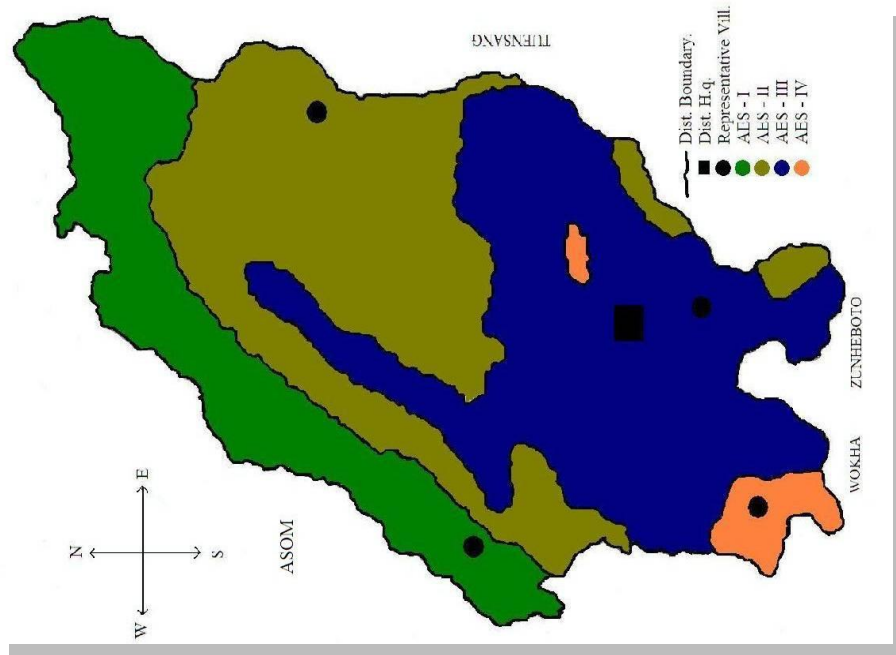 TUENSANG
N
E
S
W
ASOM
Dist. Boundary.
Dist. H.q.
Representative Vill.
AES - I
AES - II
AES - III
AES - IV
ZUNHEBOTO
WOKHA